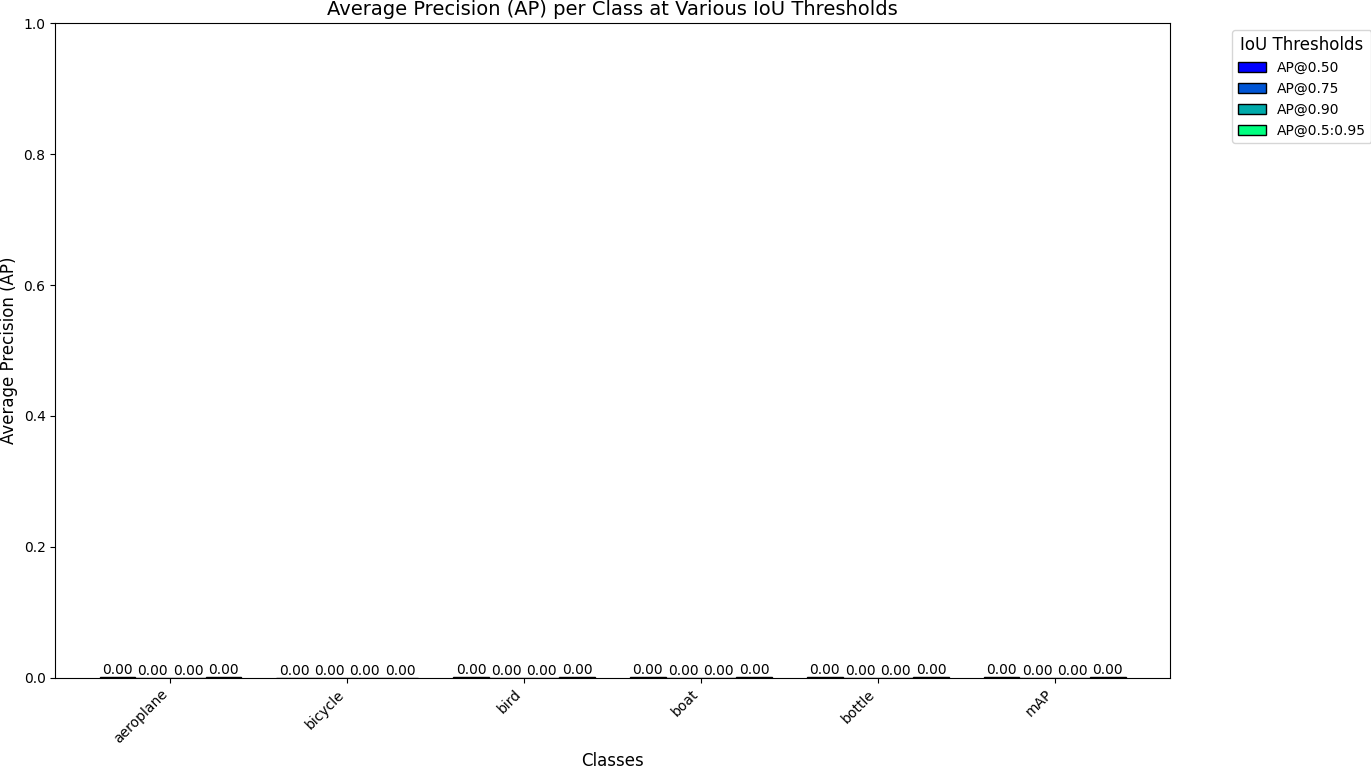 Average Precision (AP) per Class at Various IoU Thresholds
IoU Thresholds
AP@0.50
AP@0.75
AP@0.90
AP@0.5:0.95
Average Precision (AP)
1.0
0.8
0.6
0.4
0.2
0.0
0.00 0.00 0.00 0.00 0.00 0.00 0.00 0.00 0.00 0.00 0.00 0.00 0.00 0.00 0.00 0.00 0.00 0.00 0.00 0.00 0.00 0.00 0.00 0.00
aeroplane bicycle bird boat bottle mAP
Classes